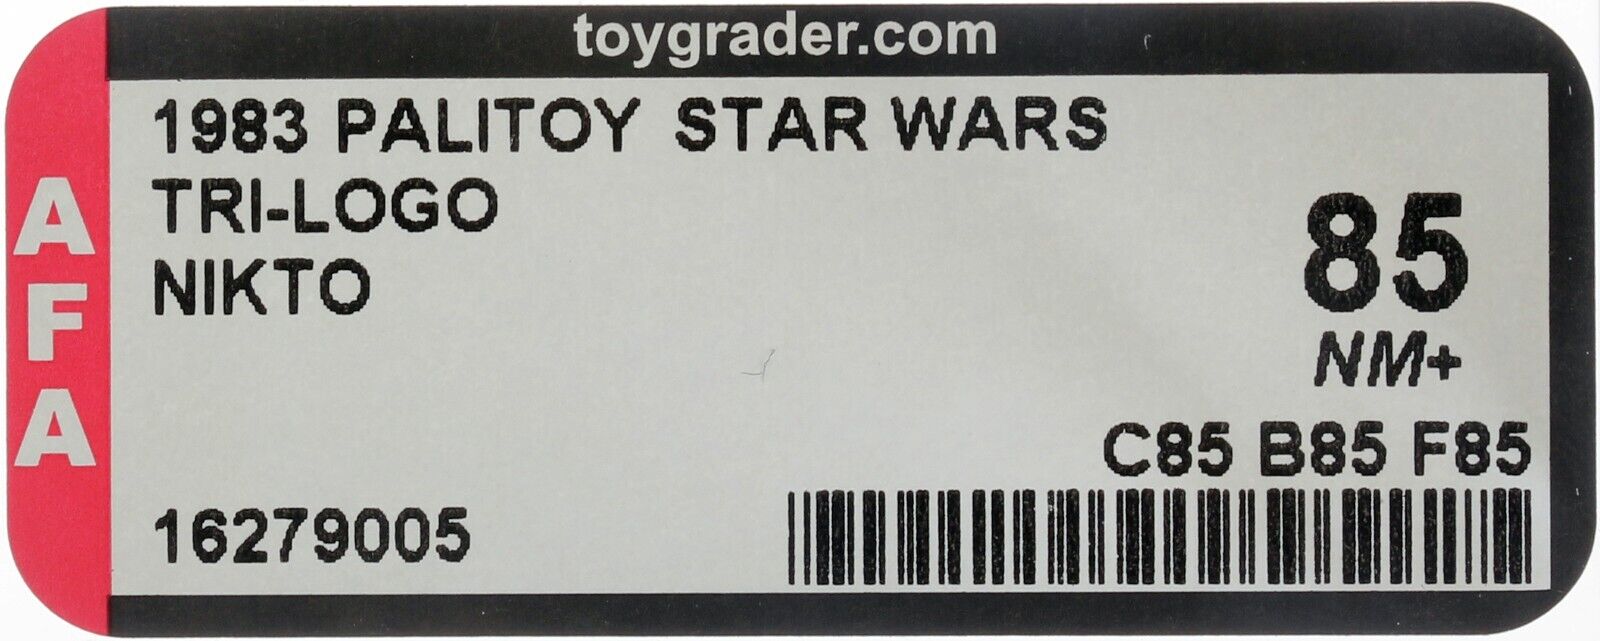 toygrader.com
AFA
1983 PALITOY STAR WARS
TRI-LOGO
NIKTO
85
NM+
C85 B85 F85
16279005